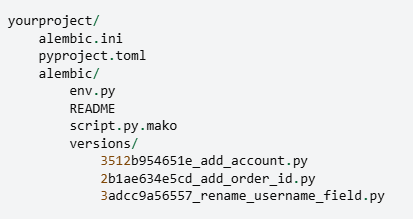 yourproject/
    alembic.ini
    pyproject.toml
    alembic/
        env.py
        README
        script.py.mako
        versions/
            3512b954651e_add_account.py
            2b1ae634e5cd_add_order_id.py
            3adcc9a56557_rename_username_field.py